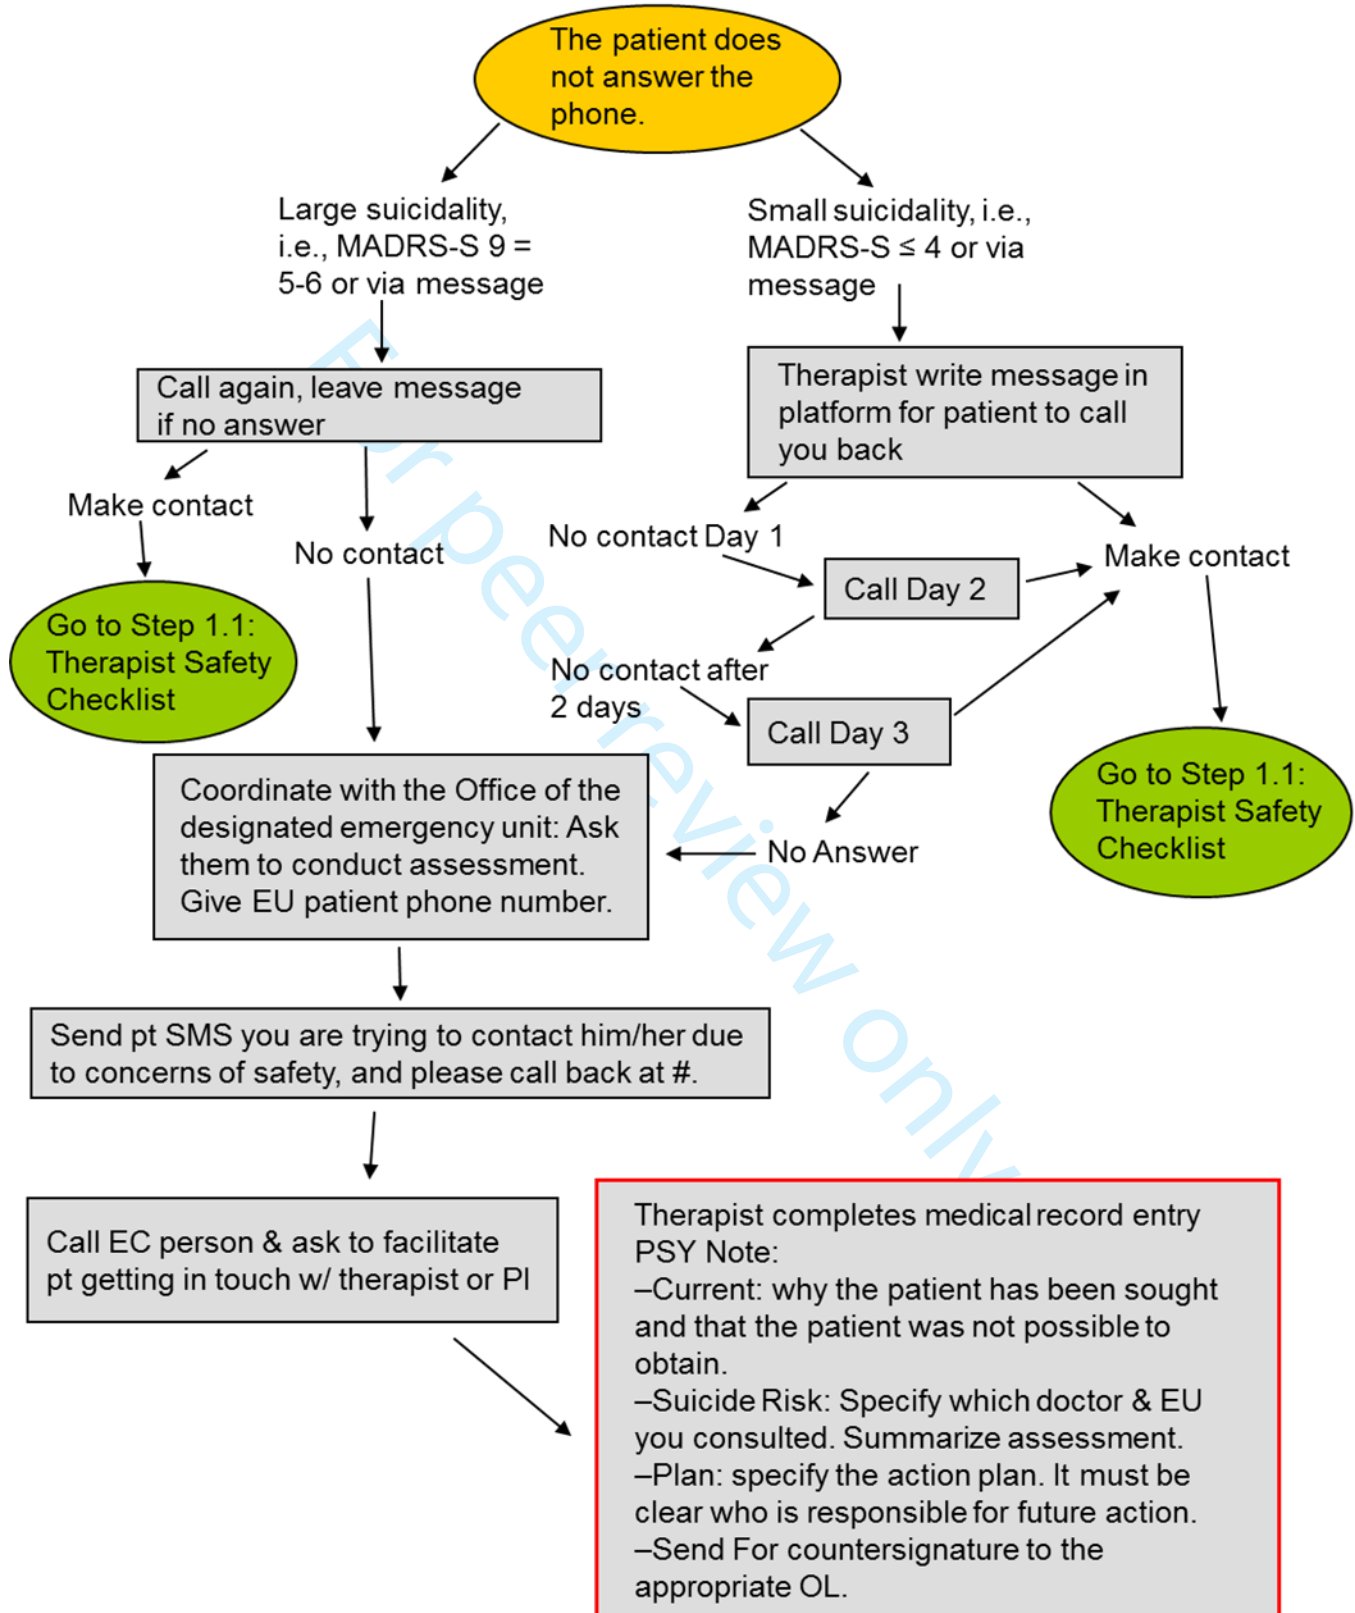 The patient does
not answer the
phone.
Large suicidality,
i.e., MADRS-S 9 =
5-6 or via message
Small suicidality, i.e.,
MADRS-S ≤ 4 or via
message
Call again, leave message
if no answer
Therapist write message in
platform for patient to call
you back
Make contact
No contact
No contact Day 1
Call Day 2
Make contact
Go to Step 1.1:
Therapist Safety
Checklist
No contact after
2 days
Call Day 3
No Answer
Go to Step 1.1:
Therapist Safety
Checklist
Coordinate with the Office of the
designated emergency unit: Ask
them to conduct assessment.
Give EU patient phone number.
Send pt SMS you are trying to contact him/her due
to concerns of safety, and please call back at #.
Call EC person & ask to facilitate
pt getting in touch w/ therapist or PI
Therapist completes medical record entry
PSY Note:
–Current: why the patient has been sought
and that the patient was not possible to
obtain.
–Suicide Risk: Specify which doctor & EU
you consulted. Summarize assessment.
–Plan: specify the action plan. It must be
clear who is responsible for future action.
–Send For countersignature to the
appropriate OL.
For peer review only